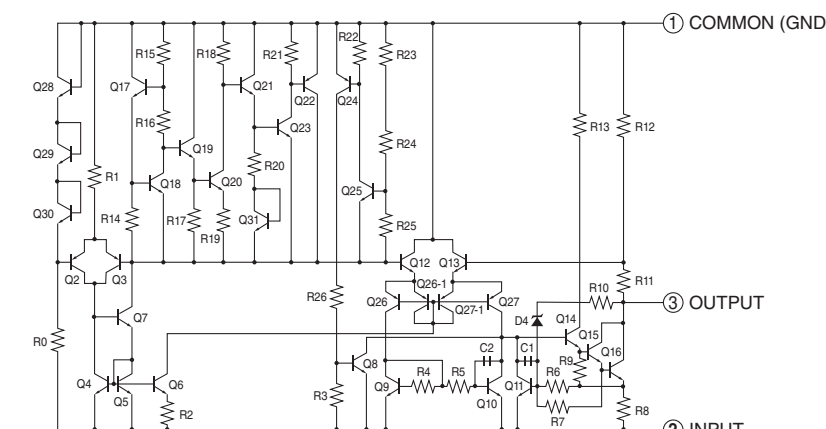 ① COMMON (GND
R22
R15 R18 R21 R23
Q28 Q17 Q21 Q22 Q24
R16 R13 R12
Q29 Q19 Q23 R24
R1 Q18 Q20 R20 Q25
Q30 R14 R17 R19 Q31 R25
Q2 Q3 Q12 Q13
Q26-1 R11
R26 Q26 Q27-1 Q27 R10 ③ OUTPUT
Q7 D4 Q14 Q15
R0 Q8 C2 C1 R9 Q16
Q4 Q5 Q6 R3 Q9 R4 R5 Q10 Q11 R6
R2 R7 R8
② INPUT